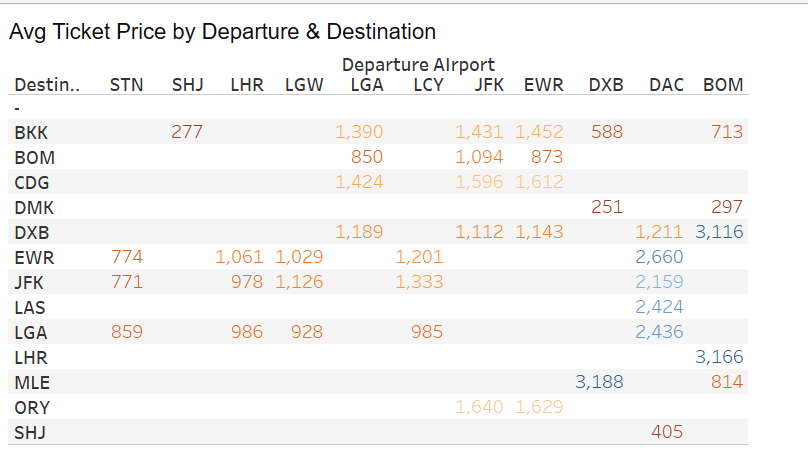 Avg Ticket Price by Departure & Destination
Departure AIrport
Destin.. STN SHJ LHR LGW LGA LCY JFK EWR DXB DAC BOM
-
BKK 277 1,390 1,431 1,452 588 713
BOM 850 1,094 873
CDG 1,424 1,596 1,612
DMK 251 297
DXB 1,189 1,112 1,143 1,211 3,116
EWR 774 1,061 1,029 1,201 2,660
JFK 771 978 1,126 1,333 2,159
LAS 2,424
LGA 859 986 928 985 2,436
LHR 3,166
MLE 3,188 814
ORY 1,640 1,629
SHJ 405